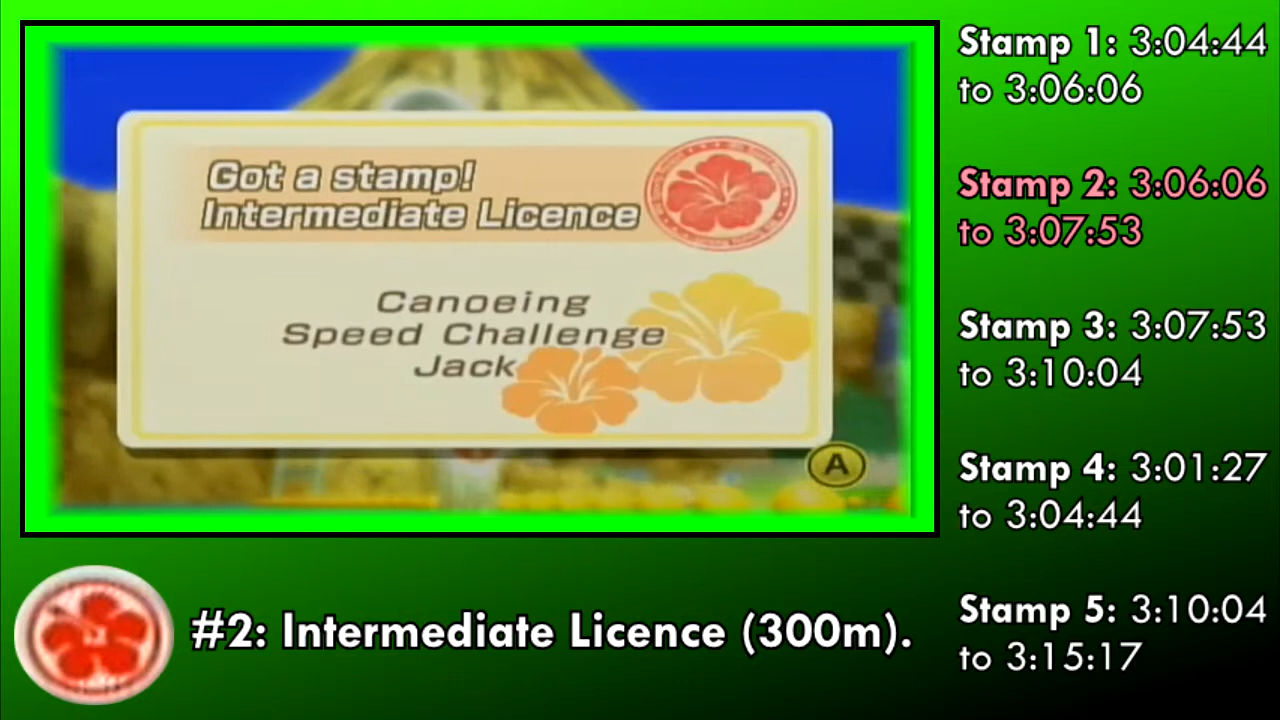 Got a stamp!
Intermediate Licence
Canoeing
Speed Challenge
Jack
A
#2: Intermediate Licence (300m).
Stamp 1: 3:04:44
to 3:06:06
Stamp 2: 3:06:06
to 3:07:53
Stamp 3: 3:07:53
to 3:10:04
Stamp 4: 3:01:27
to 3:04:44
Stamp 5: 3:10:04
to 3:15:17